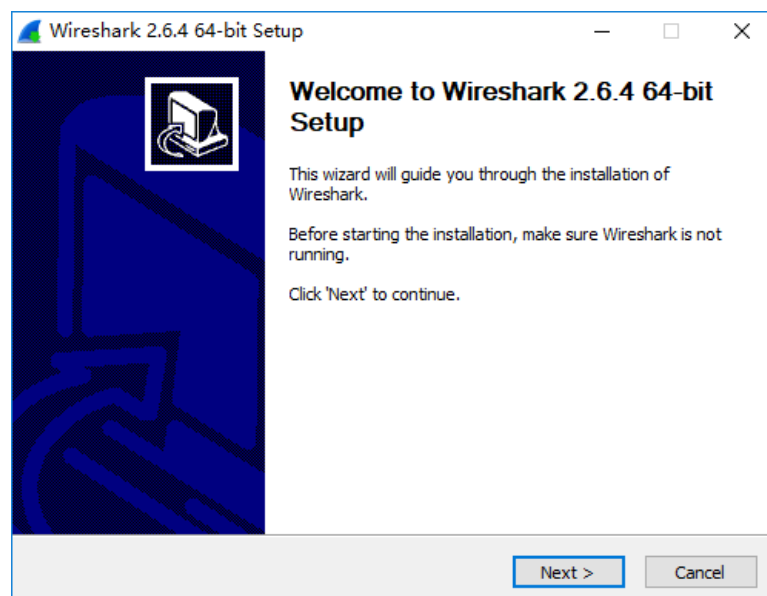 Wireshark 2.6.4 64-bit Setup
Welcome to Wireshark 2.6.4 64-bit
Setup
This wizard will guide you through the installation of
Wireshark.
Before starting the installation, make sure Wireshark is not
running.
Click 'Next' to continue.
Next >
Cancel